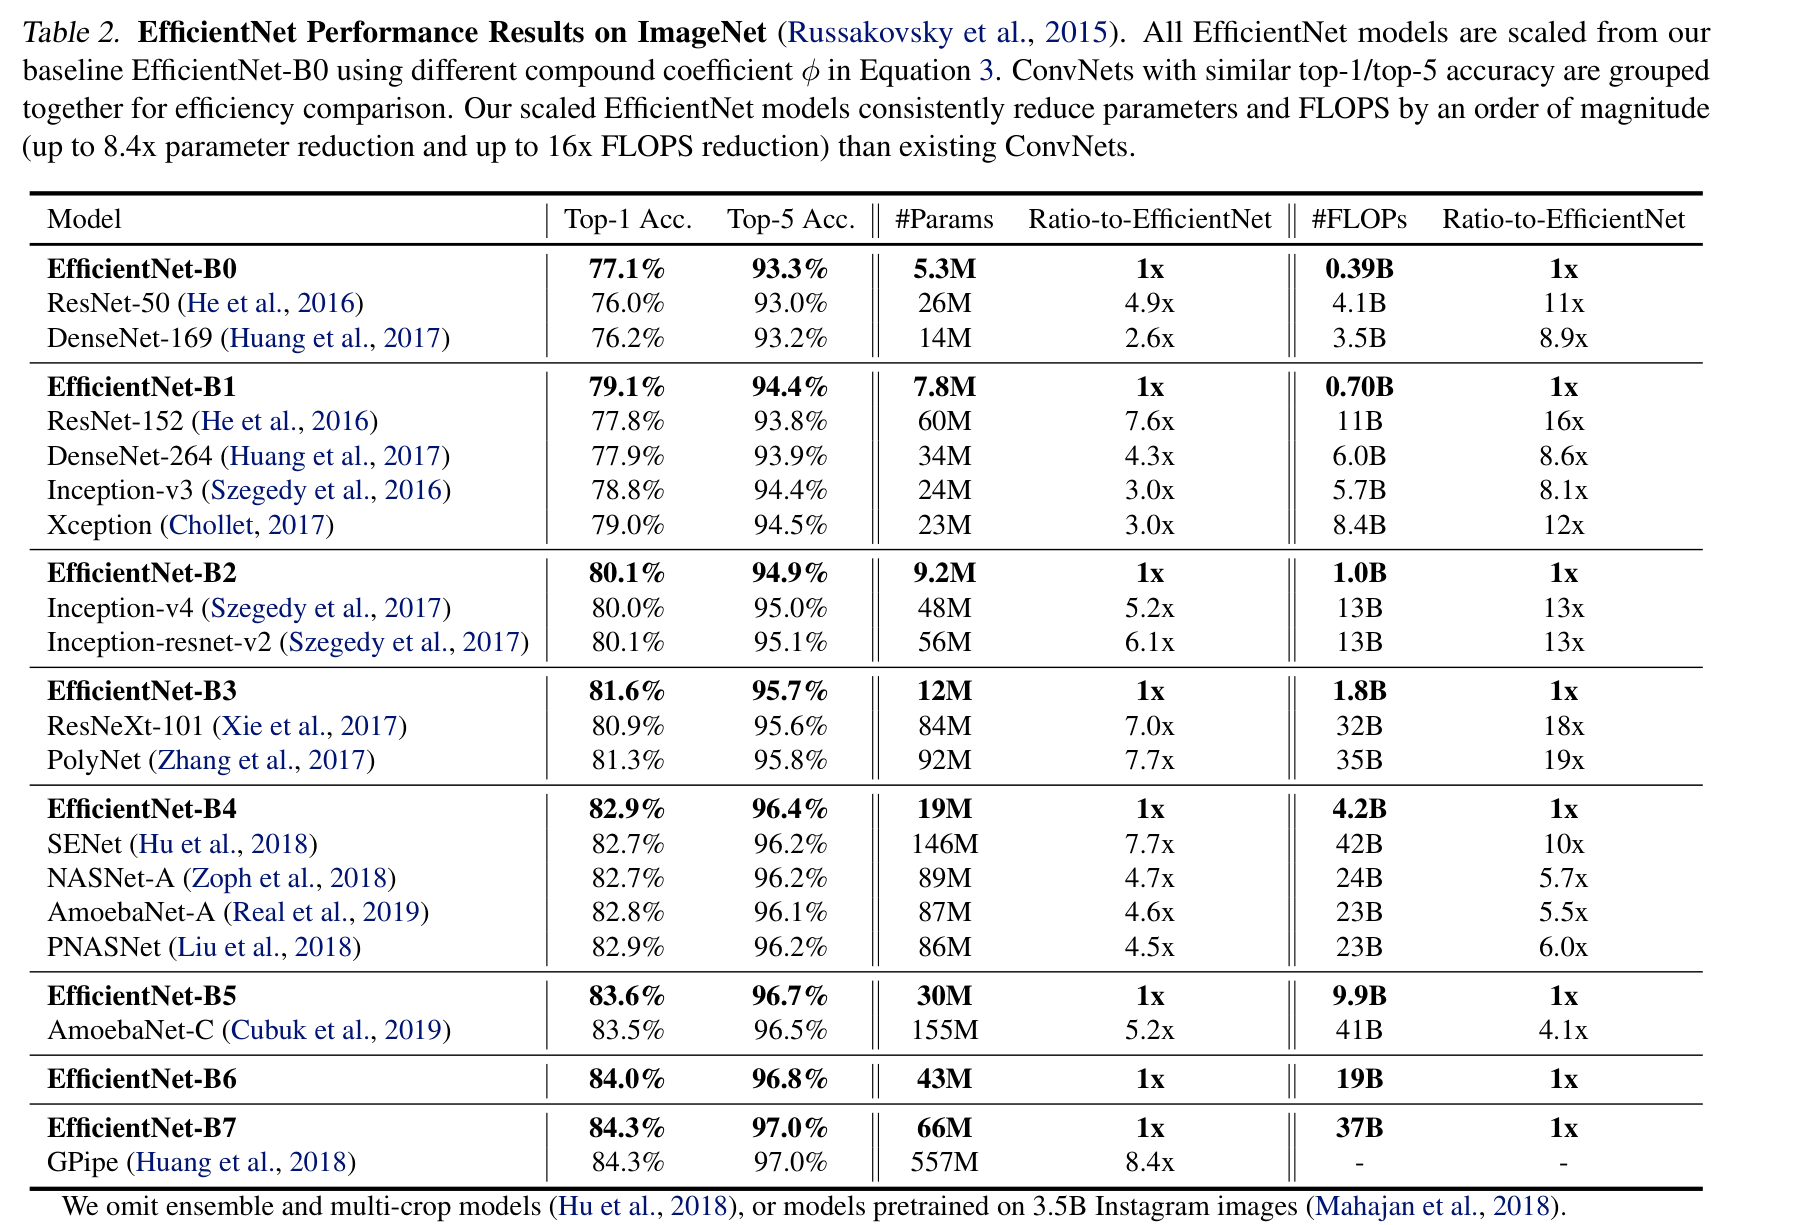 Table 2. EfficientNet Performance Results on ImageNet (Russakovsky et al., 2015). All EfficientNet models are scaled from our
baseline EfficientNet-B0 using different compound coefficient ϕ in Equation 3. ConvNets with similar top-1/top-5 accuracy are grouped
together for efficiency comparison. Our scaled EfficientNet models consistently reduce parameters and FLOPS by an order of magnitude
(up to 8.4x parameter reduction and up to 16x FLOPS reduction) than existing ConvNets.
Model Top-1 Acc. Top-5 Acc. #Params Ratio-to-EfficientNet #FLOPs Ratio-to-EfficientNet
EfficientNet-B0 77.1% 93.3% 5.3M 1x 0.39B 1x
ResNet-50 (He et al., 2016) 76.0% 93.0% 26M 4.9x 4.1B 11x
DenseNet-169 (Huang et al., 2017) 76.2% 93.2% 14M 2.6x 3.5B 8.9x
EfficientNet-B1 79.1% 94.4% 7.8M 1x 0.70B 1x
ResNet-152 (He et al., 2016) 77.8% 93.8% 60M 7.6x 11B 16x
DenseNet-264 (Huang et al., 2017) 77.9% 93.9% 34M 4.3x 6.0B 8.6x
Inception-v3 (Szegedy et al., 2016) 78.8% 94.4% 24M 3.0x 5.7B 8.1x
Xception (Chollet, 2017) 79.0% 94.5% 23M 3.0x 8.4B 12x
EfficientNet-B2 80.1% 94.9% 9.2M 1x 1.0B 1x
Inception-v4 (Szegedy et al., 2017) 80.0% 95.0% 48M 5.2x 13B 13x
Inception-resnet-v2 (Szegedy et al., 2017) 80.1% 95.1% 56M 6.1x 13B 13x
EfficientNet-B3 81.6% 95.7% 12M 1x 1.8B 1x
ResNeXt-101 (Xie et al., 2017) 80.9% 95.6% 84M 7.0x 32B 18x
PolyNet (Zhang et al., 2017) 81.3% 95.8% 92M 7.7x 35B 19x
EfficientNet-B4 82.9% 96.4% 19M 1x 4.2B 1x
SENet (Hu et al., 2018) 82.7% 96.2% 146M 7.7x 42B 10x
NASNet-A (Zoph et al., 2018) 82.7% 96.2% 89M 4.7x 24B 5.7x
AmoebaNet-A (Real et al., 2019) 82.8% 96.1% 87M 4.6x 23B 5.5x
PNASNet (Liu et al., 2018) 82.9% 96.2% 86M 4.5x 23B 6.0x
EfficientNet-B5 83.6% 96.7% 30M 1x 9.9B 1x
AmoebaNet-C (Cubuk et al., 2019) 83.5% 96.5% 155M 5.2x 41B 4.1x
EfficientNet-B6 84.0% 96.8% 43M 1x 19B 1x
EfficientNet-B7 84.3% 97.0% 66M 1x 37B 1x
GPipe (Huang et al., 2018) 84.3% 97.0% 557M 8.4x - -
We omit ensemble and multi-crop models (Hu et al., 2018), or models pretrained on 3.5B Instagram images (Mahajan et al., 2018).